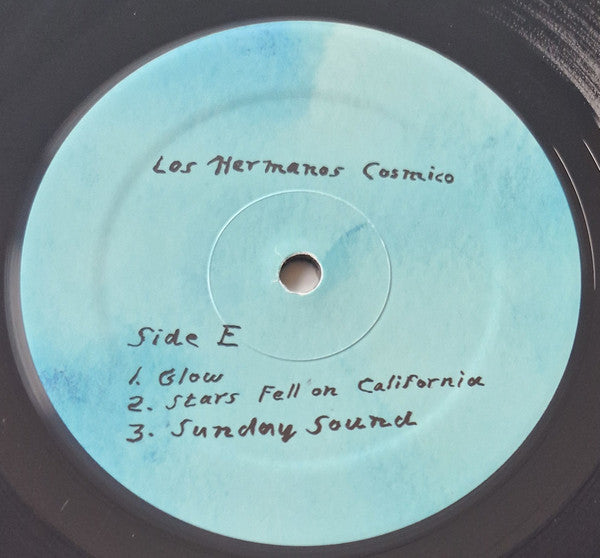 Los Hermanos Cosmico
Side E
1. Glow
2. Stars Fell on California
3. Sunday Sound